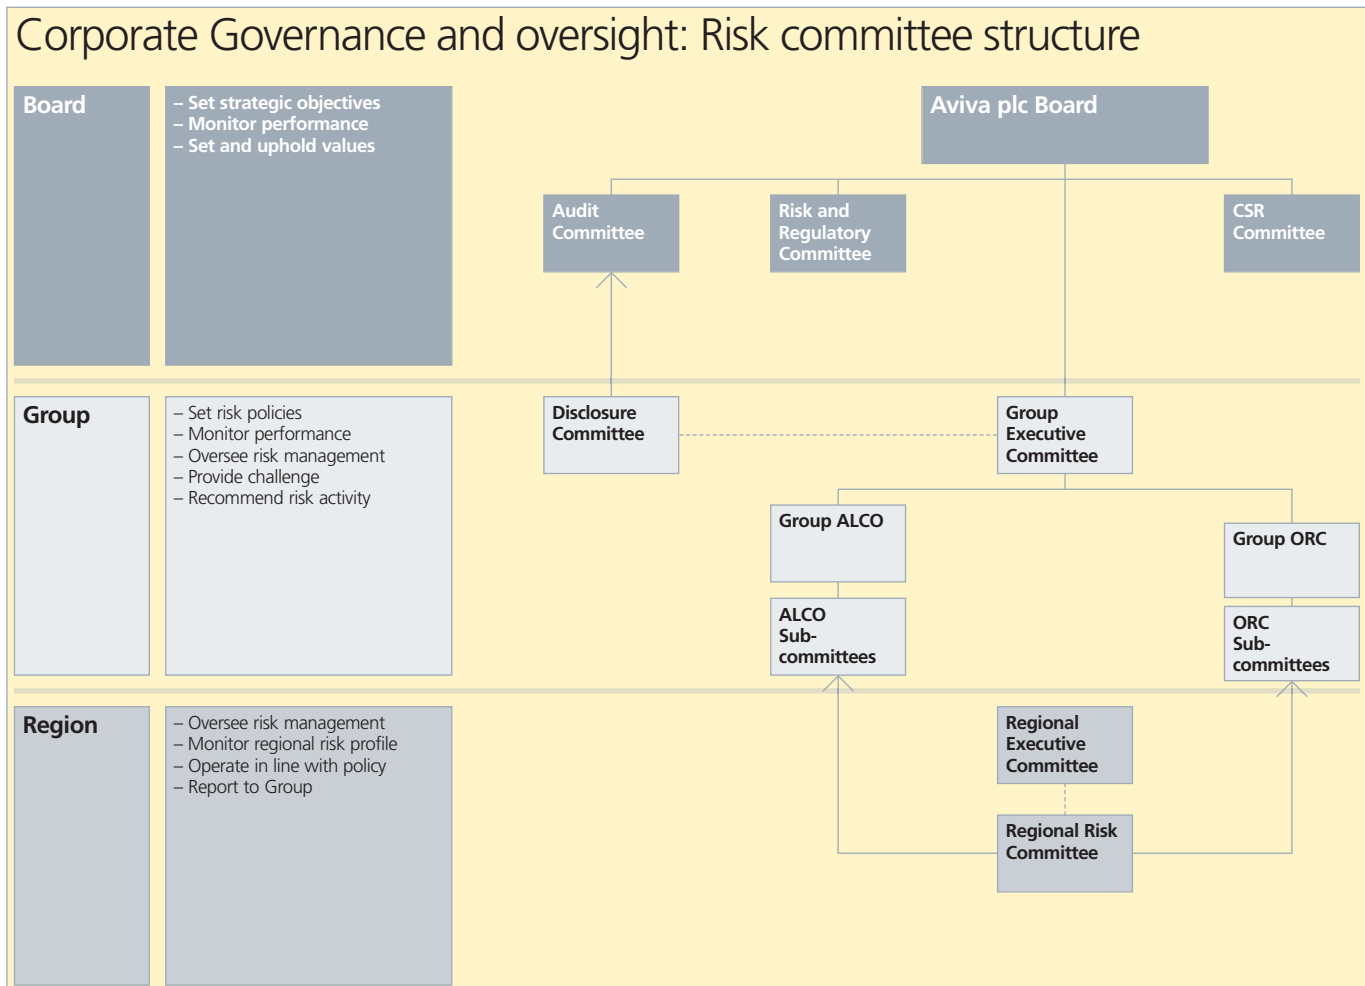 Corporate Governance and oversight: Risk committee structure
Board
– Set strategic objectives
– Monitor performance
– Set and uphold values
Aviva plc Board
Audit
Committee
Risk and
Regulatory
Committee
CSR
Committee
Group
– Set risk policies
– Monitor performance
– Oversee risk management
– Provide challenge
– Recommend risk activity
Disclosure
Committee
Group
Executive
Committee
Group ALCO
Group ORC
ALCO
Sub-
committees
ORC
Sub-
committees
Region
– Oversee risk management
– Monitor regional risk profile
– Operate in line with policy
– Report to Group
Regional
Executive
Committee
Regional Risk
Committee